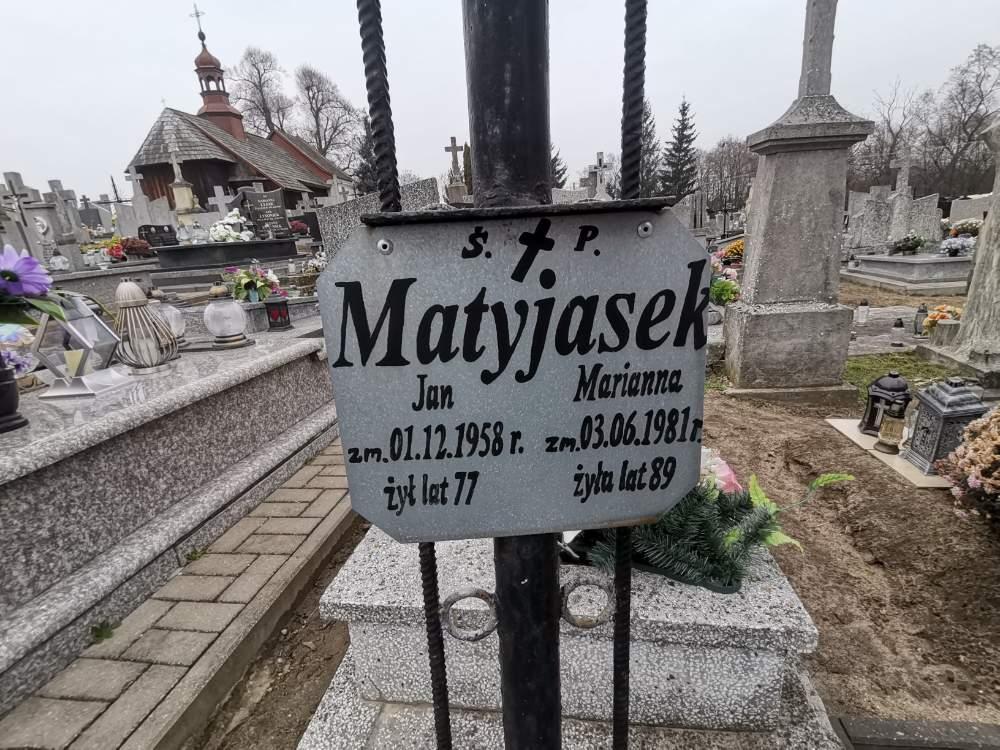 Ś. P.
Matyjasek
Jan
zm. 01.12.1958 r.
żył lat 77
Marianna
zm. 03.06.1981 r.
żyła lat 89